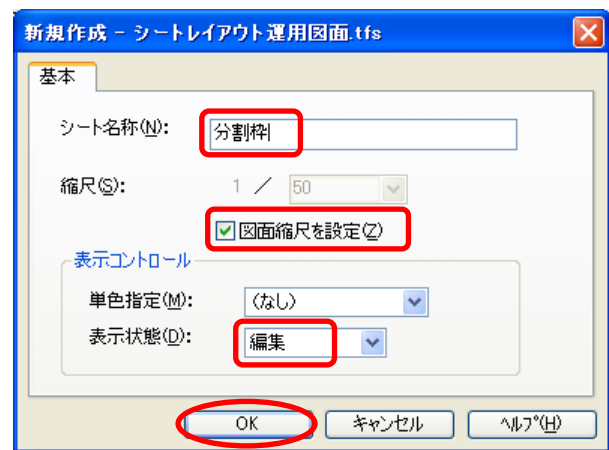 新規作成 - シートレイアウト運用図面.tfs
基本
シート名称(N): 分割枠
縮尺(S): 1 / 50
図面縮尺を設定(Z)
表示コントロール
単色指定(M): (なし)
表示状態(D): 編集
OK キャンセル ヘルプ(H)